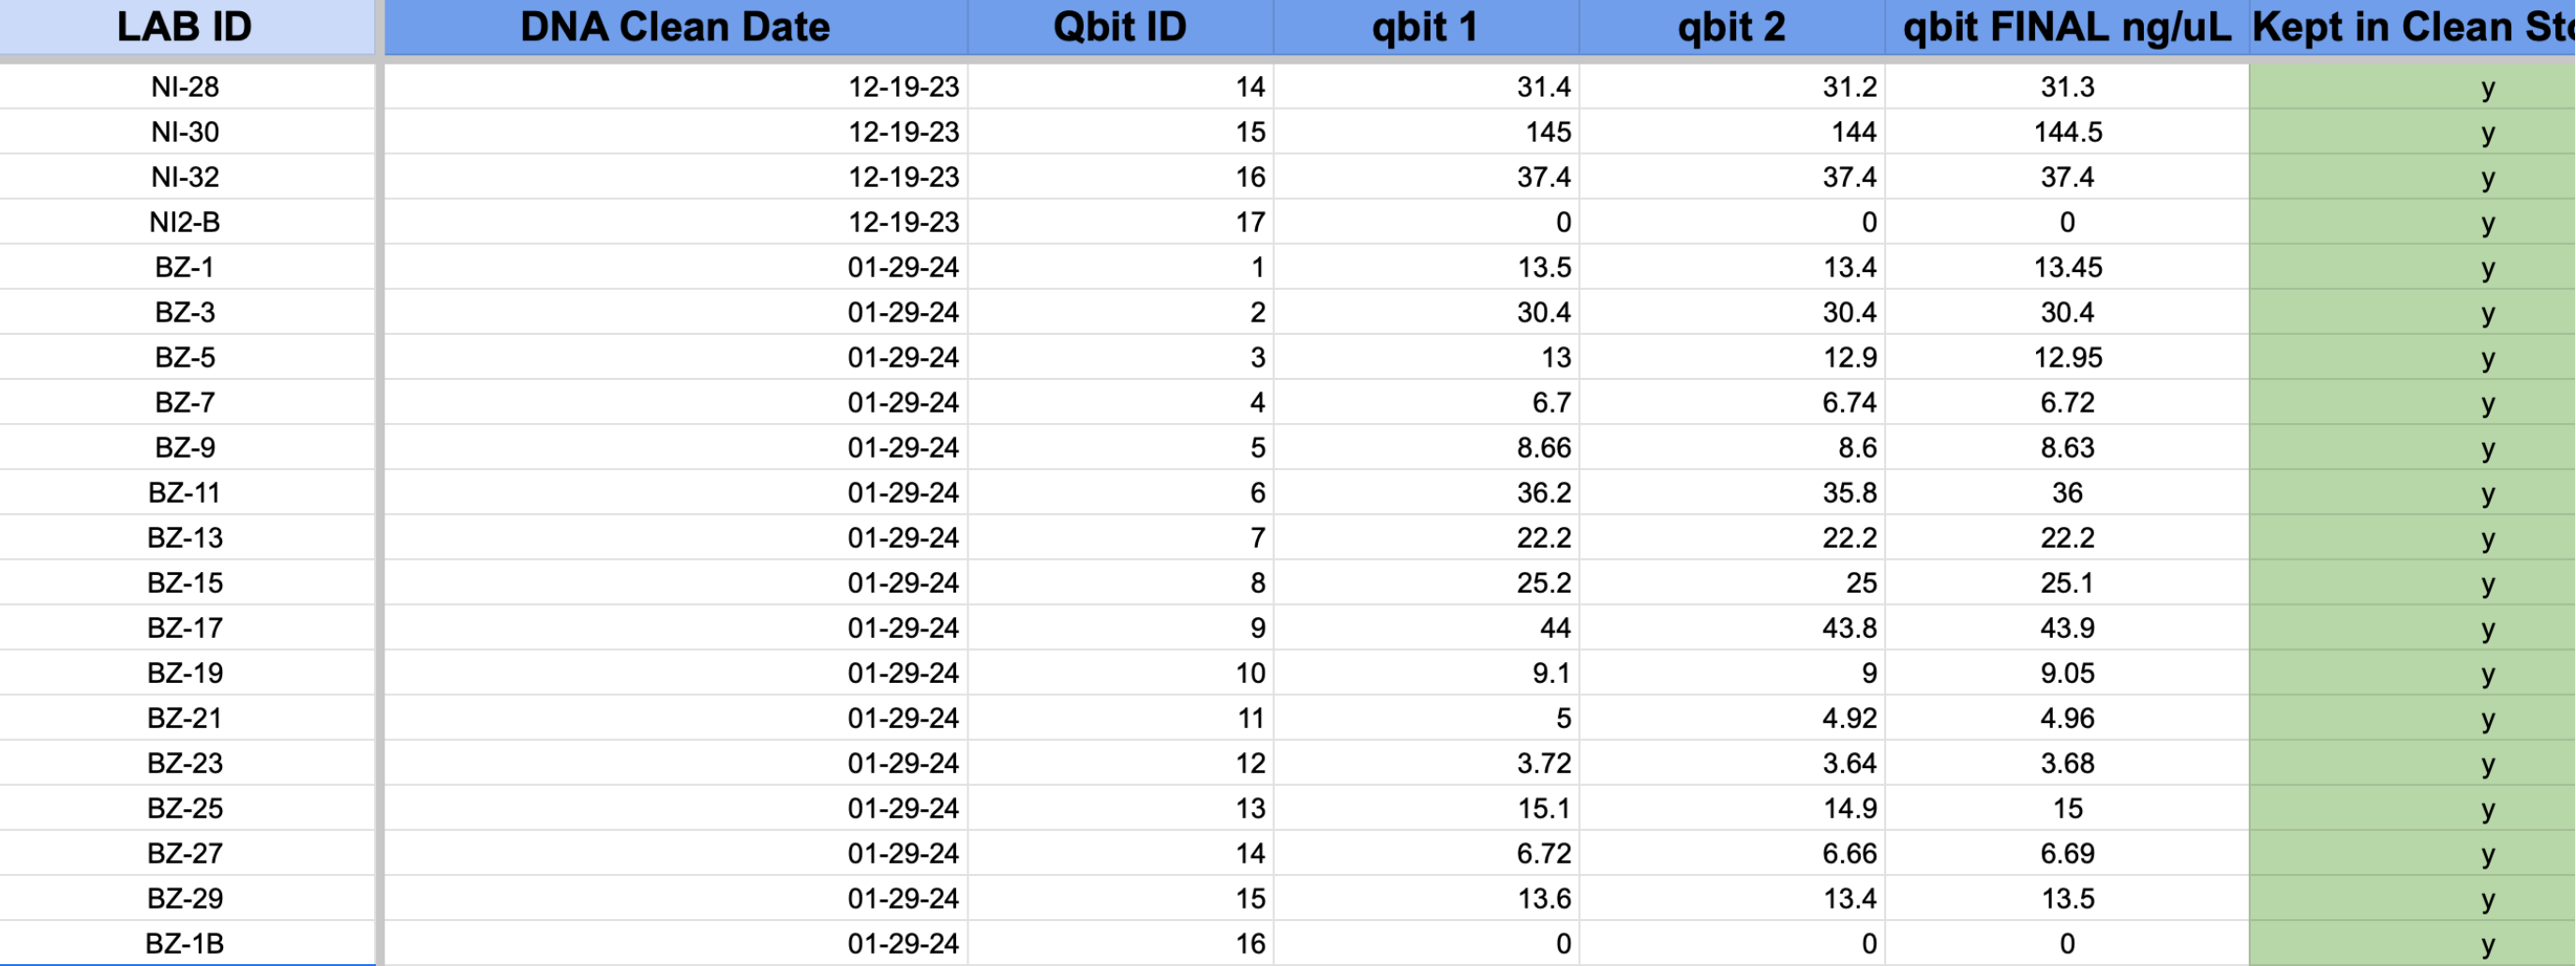 LAB ID DNA Clean Date Qbit ID qbit 1 qbit 2 qbit FINAL ng/uL Kept in Clean
NI-28 12-19-23 14 31.4 31.2 31.3 y
NI-30 12-19-23 15 145 144 144.5 y
NI-32 12-19-23 16 37.4 37.4 37.4 y
NI2-B 12-19-23 17 0 0 0 y
BZ-1 01-29-24 1 13.5 13.4 13.45 y
BZ-3 01-29-24 2 30.4 30.4 30.4 y
BZ-5 01-29-24 3 13 12.9 12.95 y
BZ-7 01-29-24 4 6.7 6.74 6.72 y
BZ-9 01-29-24 5 8.66 8.6 8.63 y
BZ-11 01-29-24 6 36.2 35.8 36 y
BZ-13 01-29-24 7 22.2 22.2 22.2 y
BZ-15 01-29-24 8 25.2 25 25.1 y
BZ-17 01-29-24 9 44 43.8 43.9 y
BZ-19 01-29-24 10 9.1 9 9.05 y
BZ-21 01-29-24 11 5 4.92 4.96 y
BZ-23 01-29-24 12 3.72 3.64 3.68 y
BZ-25 01-29-24 13 15.1 14.9 15 y
BZ-27 01-29-24 14 6.72 6.66 6.69 y
BZ-29 01-29-24 15 13.6 13.4 13.5 y
BZ-1B 01-29-24 16 0 0 0 y